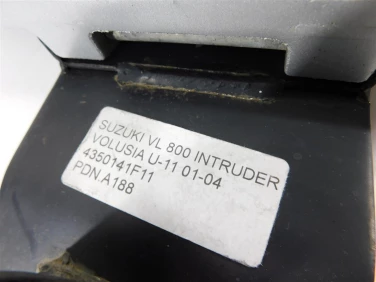 SUZUKI VL 800 INTRUDER
VOLUSIA U-11 01-04
4350141F11
PDN.A188